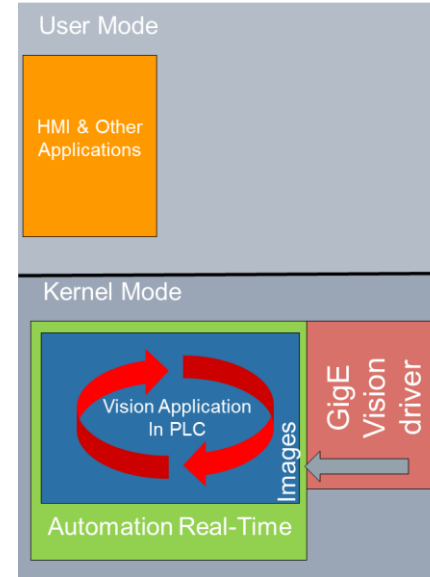 User Mode
HMI & Other
Applications
Kernel Mode
Vision Application
In PLC
Images
GigE
Vision
driver
Automation Real-Time